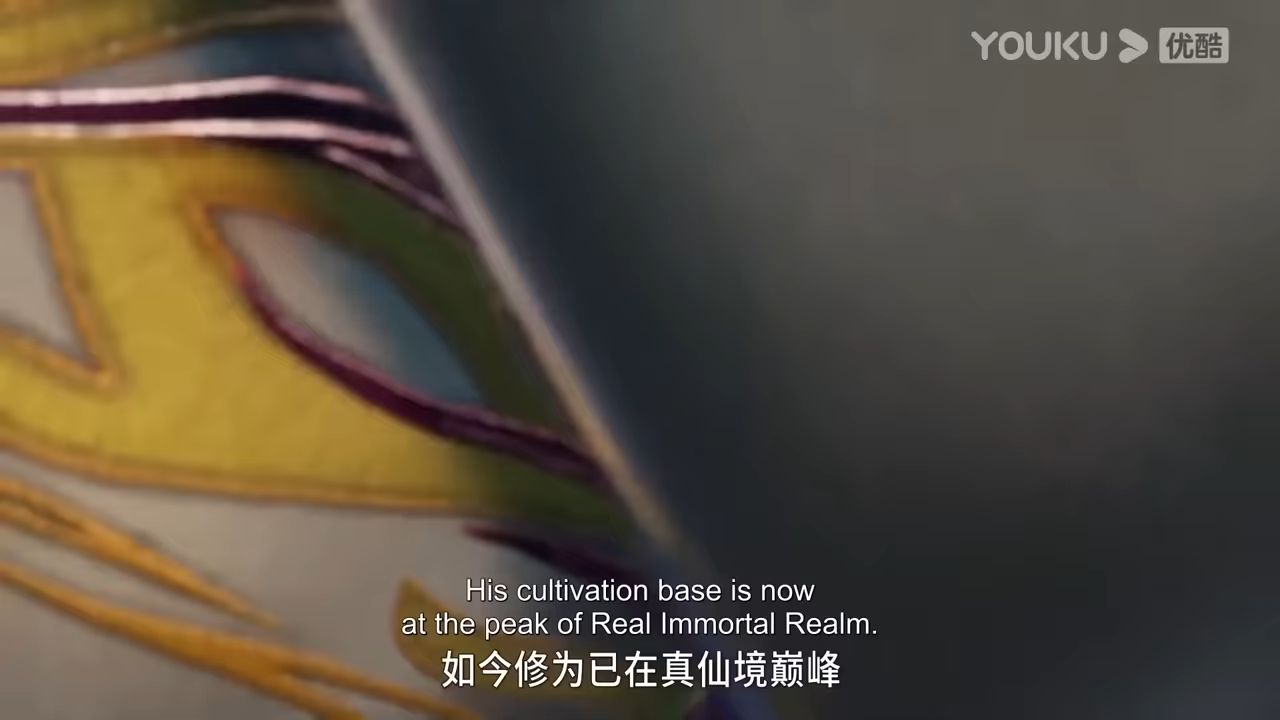 YOUKU 优酷
His cultivation base is now
at the peak of Real Immortal Realm.
如今修为已在真仙境巅峰